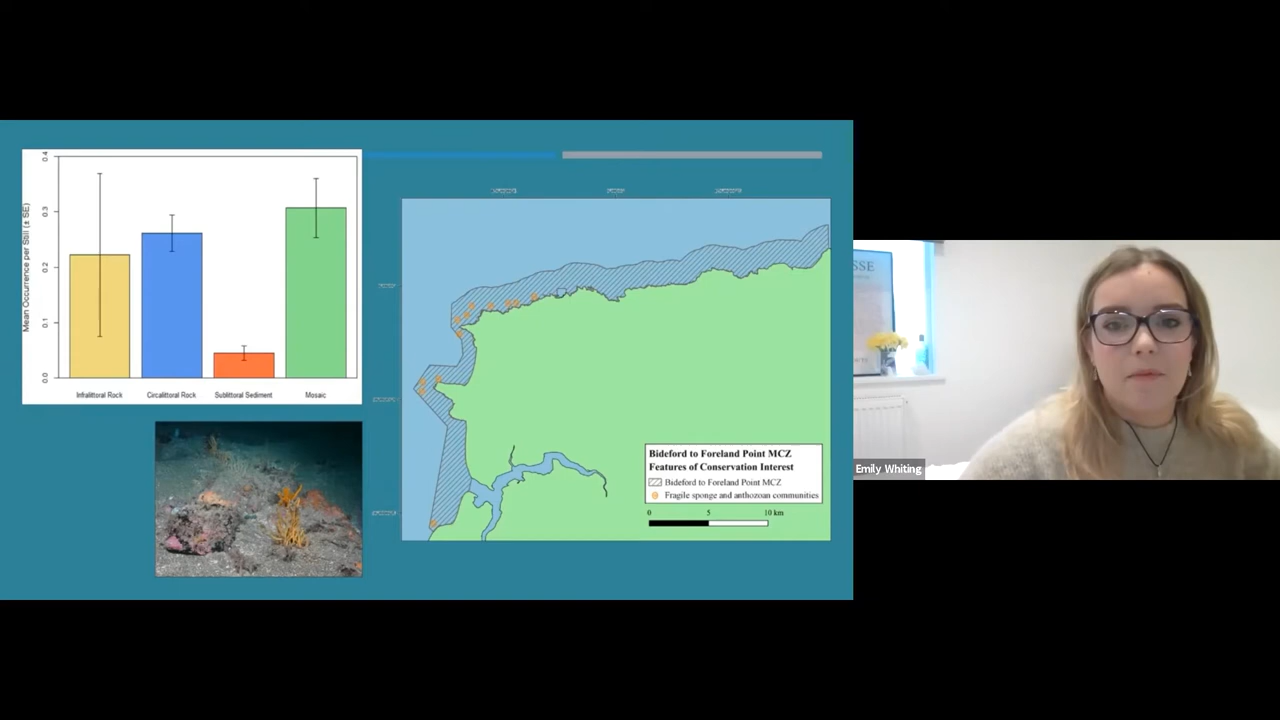 0.4
0.3
0.2
0.1
0.0
Mean Occurrence per Still (± SE)
Infralittoral Rock
Circalittoral Rock
Sublittoral Sediment
Mosaic
Bideford to Foreland Point MCZ
Features of Conservation Interest
Bideford to Foreland Point MCZ
Fragile sponge and anthozoan communities
0 5 10 km
SSE
Emily Whiting